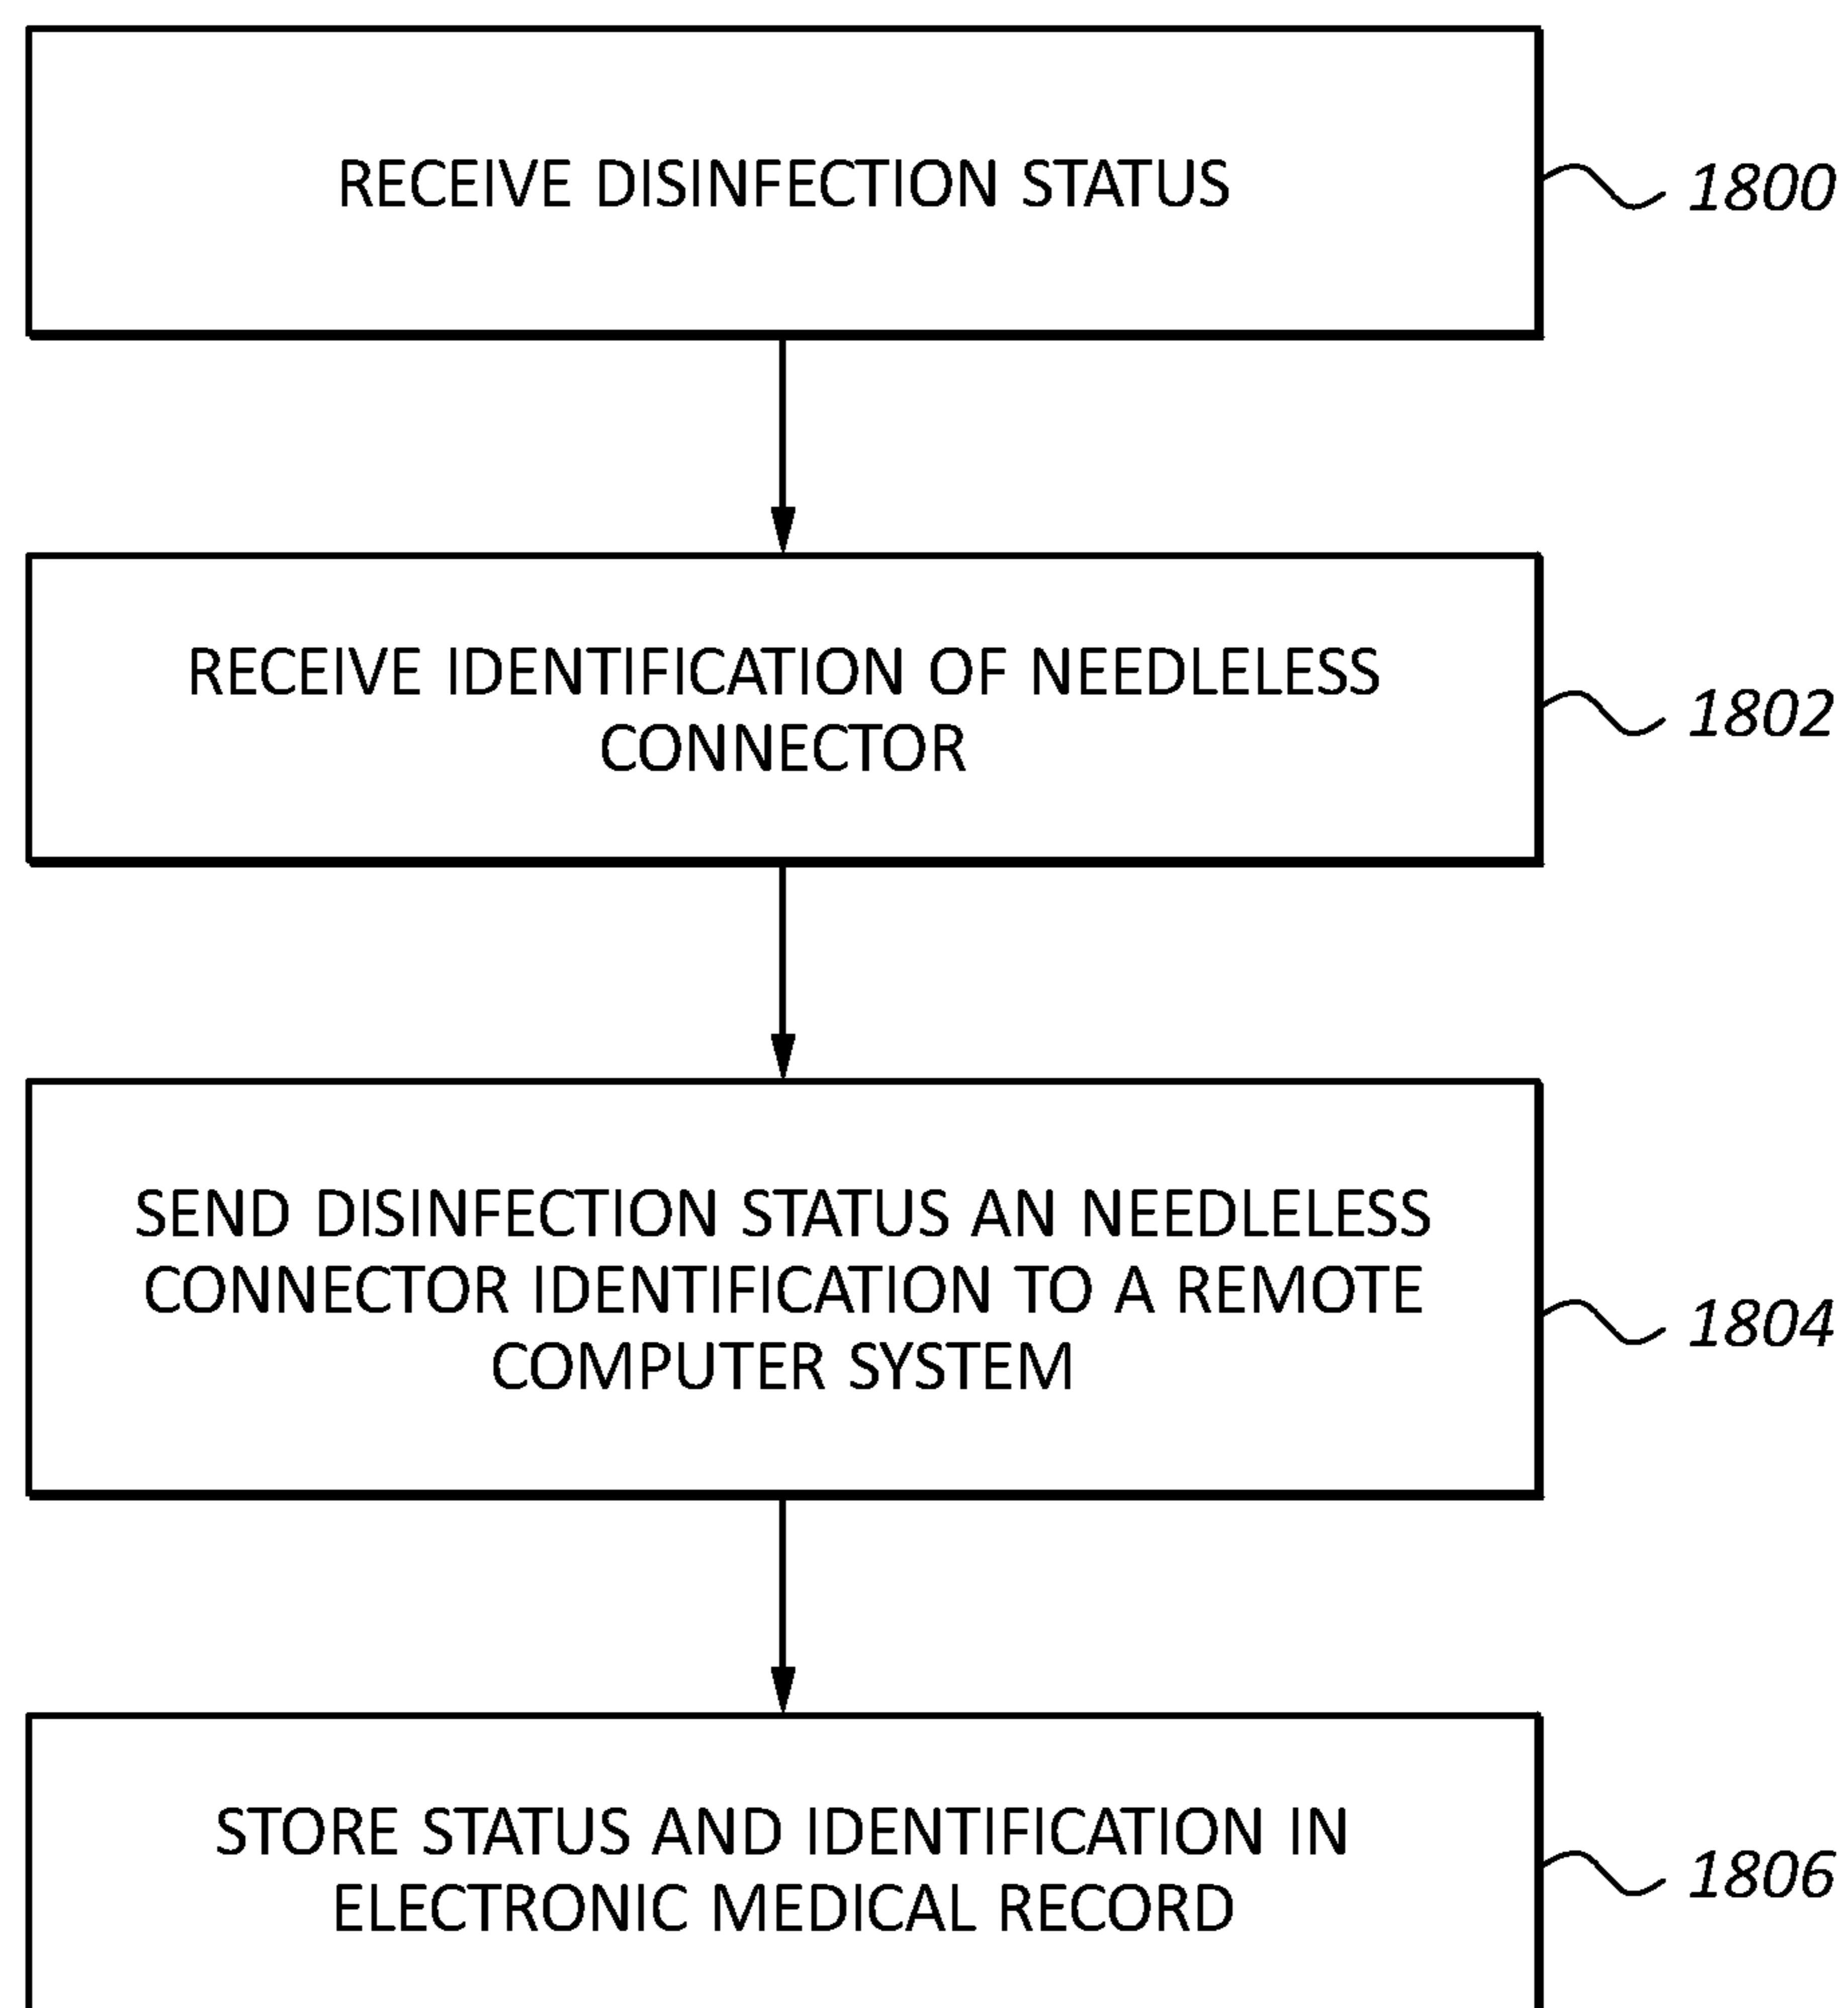 RECEIVE DISINFECTION STATUS
1800
RECEIVE IDENTIFICATION OF NEEDLELESS
CONNECTOR
1802
SEND DISINFECTION STATUS AN NEEDLELESS
CONNECTOR IDENTIFICATION TO A REMOTE
COMPUTER SYSTEM
1804
STORE STATUS AND IDENTIFICATION IN
ELECTRONIC MEDICAL RECORD
1806